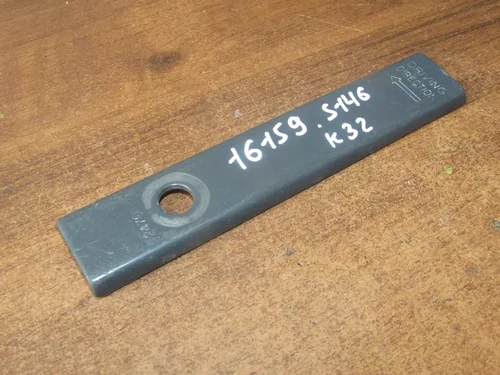 DRIVING
DIRECTION
16159 .S146
K32